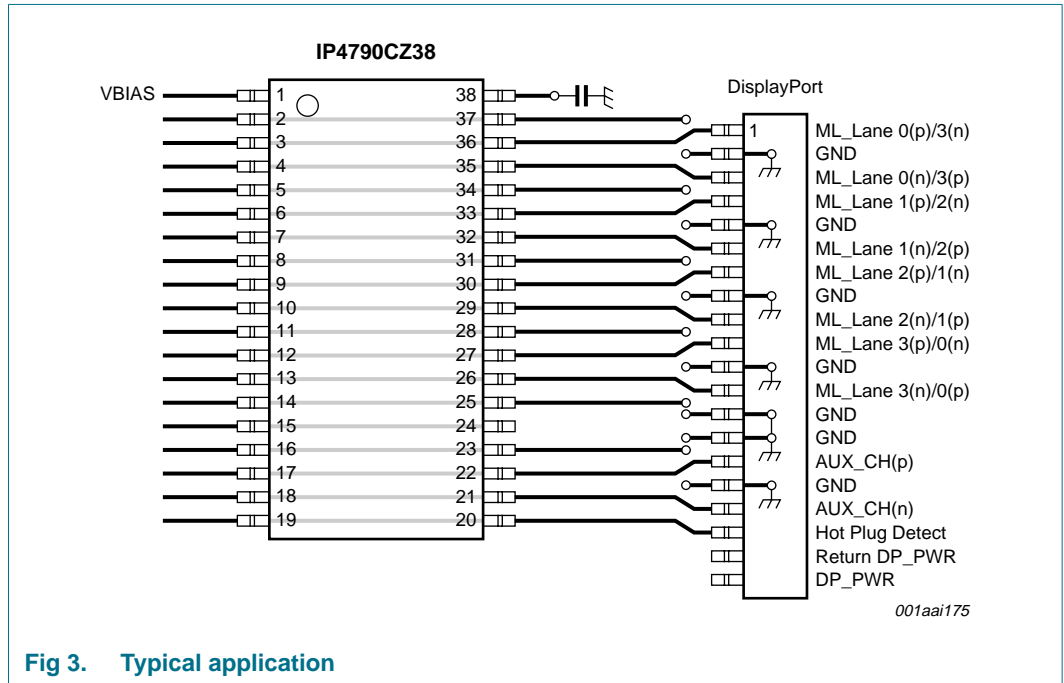 IP4790CZ38
DisplayPort
VBIAS
1 38
2 37
3 36
4 35
5 34
6 33
7 32
8 31
9 30
10 29
11 28
12 27
13 26
14 25
15 24
16 23
17 22
18 21
19 20
1
ML_Lane 0(p)/3(n)
GND
ML_Lane 0(n)/3(p)
ML_Lane 1(p)/2(n)
GND
ML_Lane 1(n)/2(p)
ML_Lane 2(p)/1(n)
GND
ML_Lane 2(n)/1(p)
ML_Lane 3(p)/0(n)
GND
ML_Lane 3(n)/0(p)
GND
GND
AUX_CH(p)
GND
AUX_CH(n)
Hot Plug Detect
Return DP_PWR
DP_PWR
001aai175
Fig 3. Typical application